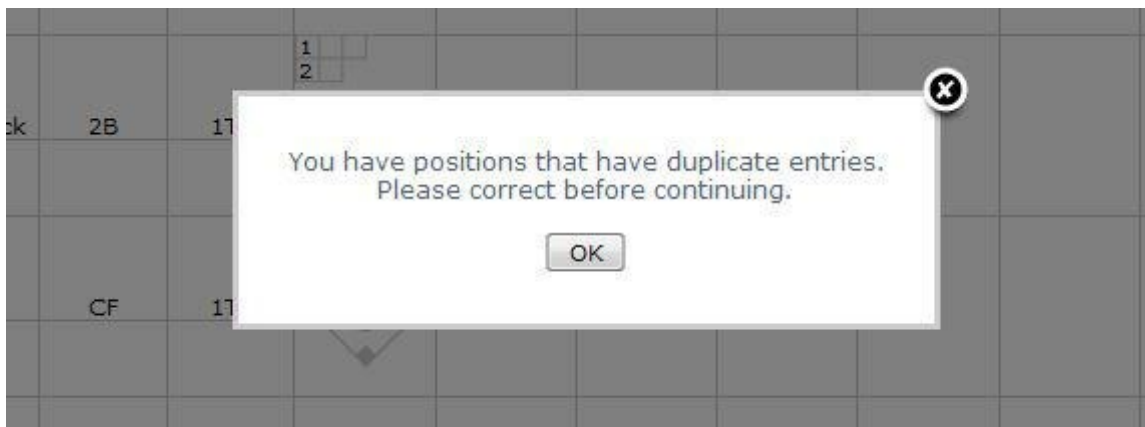 1
2
ck 2B 1T
You have positions that have duplicate entries.
Please correct before continuing.
OK
CF 1T